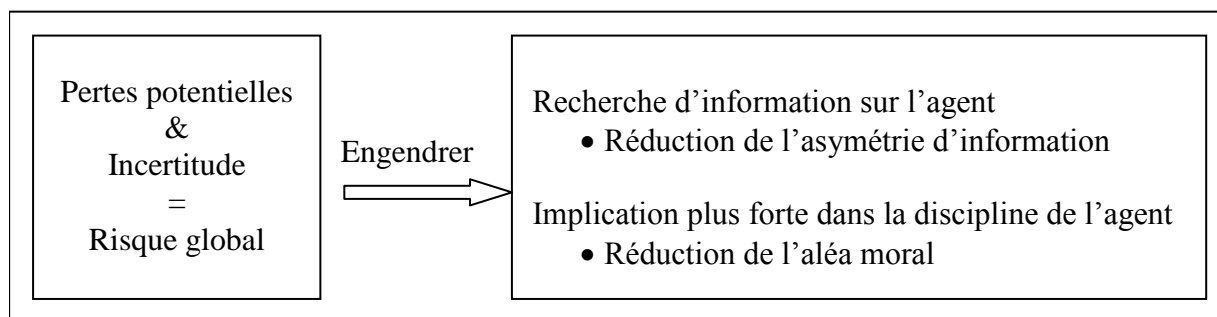 Pertes potentielles
&
Incertitude
=
Risque global
Engendrer
Recherche d’information sur l’agent
• Réduction de l’asymétrie d’information
Implication plus forte dans la discipline de l’agent
• Réduction de l’aléa moral